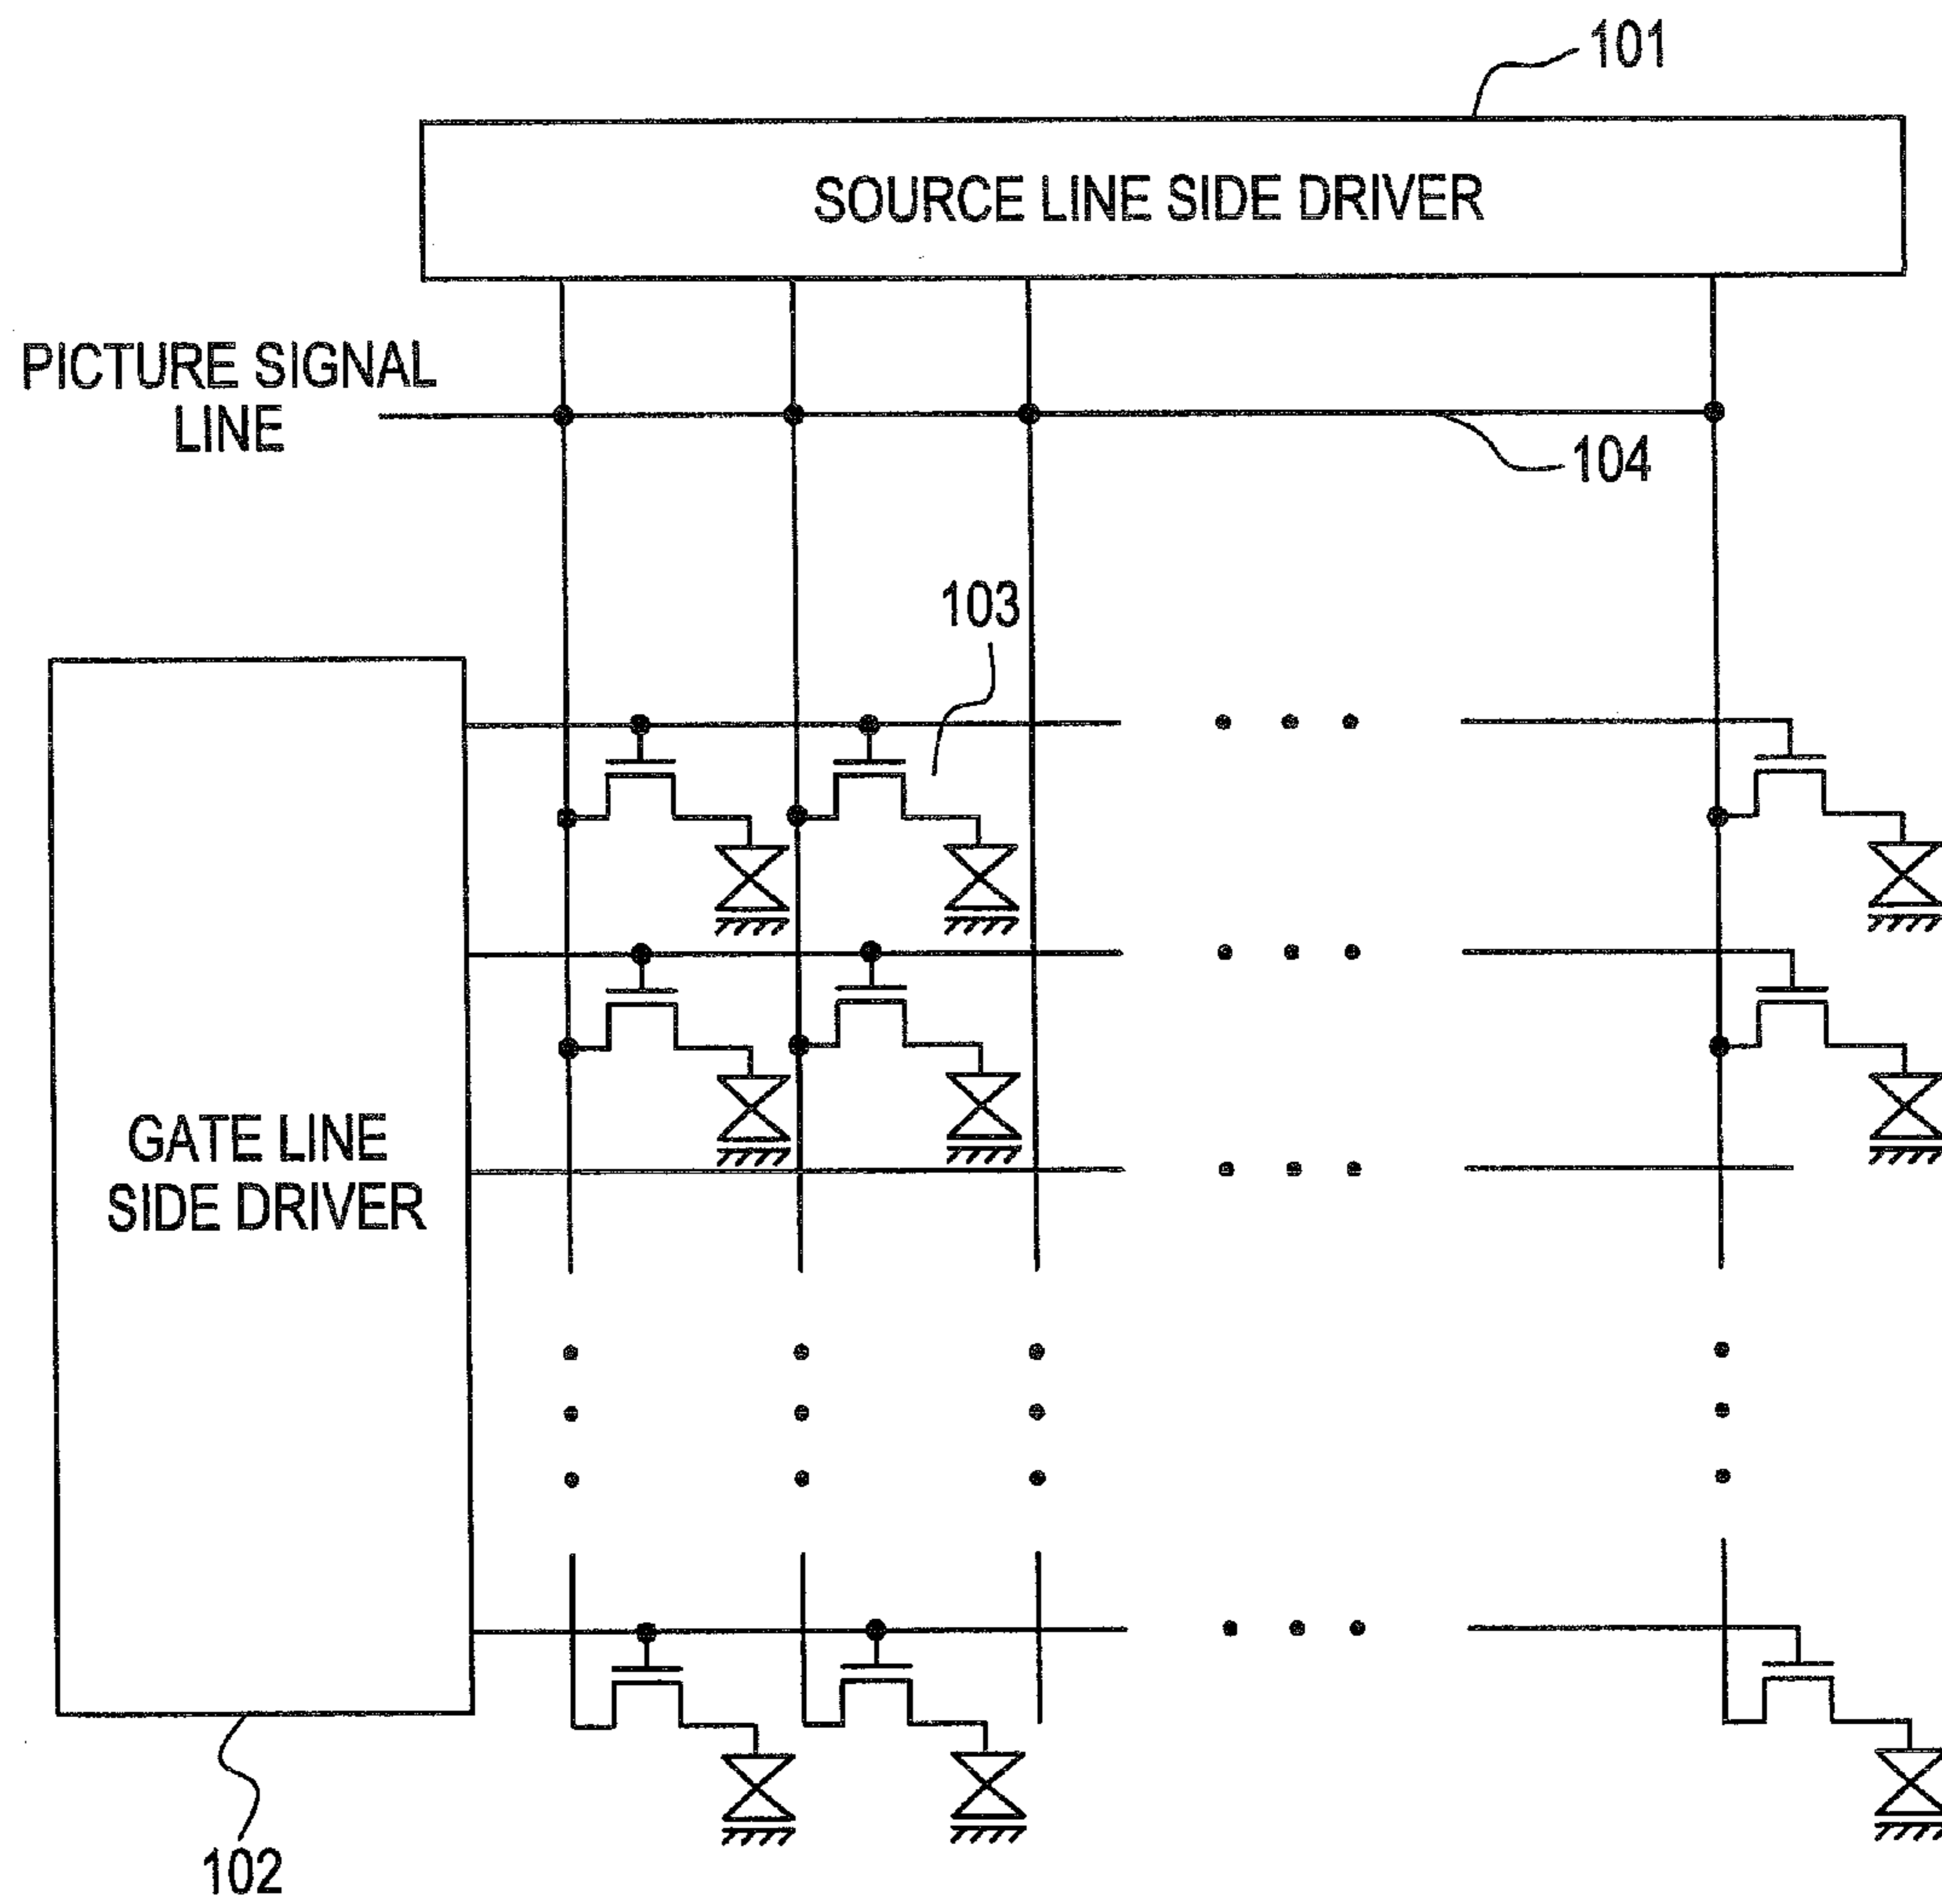 101
SOURCE LINE SIDE DRIVER
PICTURE SIGNAL
LINE
104
103
GATE LINE
SIDE DRIVER
102